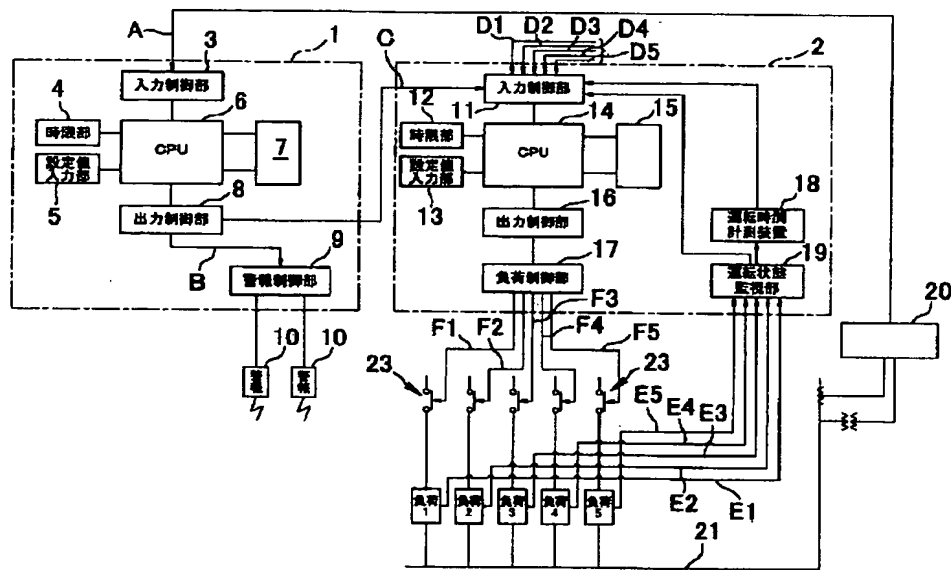 A
1
3
入力制御部
4
時限部
6
CPU
7
設定値
入力部
5
8
出力制御部
B
9
警報制御部
10
10
警報
警報
C
D1
D2
D3
D4
D5
2
入力制御部
11
12
時限部
14
CPU
15
設定値
入力部
13
16
出力制御部
17
負荷制御部
18
運転時間
計測装置
19
運転状態
監視部
20
F1
F2
F3
F4
F5
23
23
E5
E4
E3
E2
E1
負荷
1
負荷
2
負荷
3
負荷
4
負荷
5
21